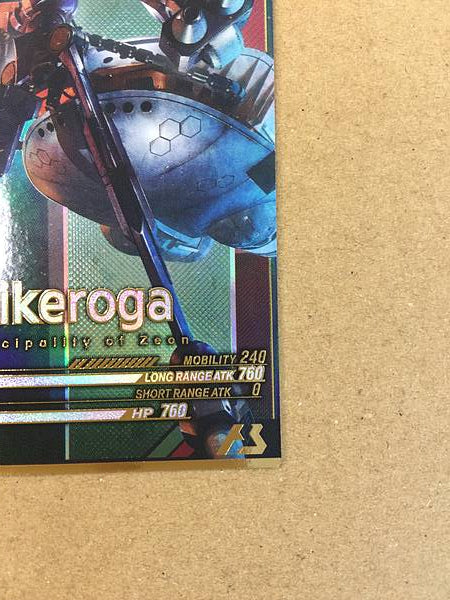 ikeroga
cipality of Zeon
MOBILITY 240
LONG RANGE ATK 760
SHORT RANGE ATK 0
HP 760